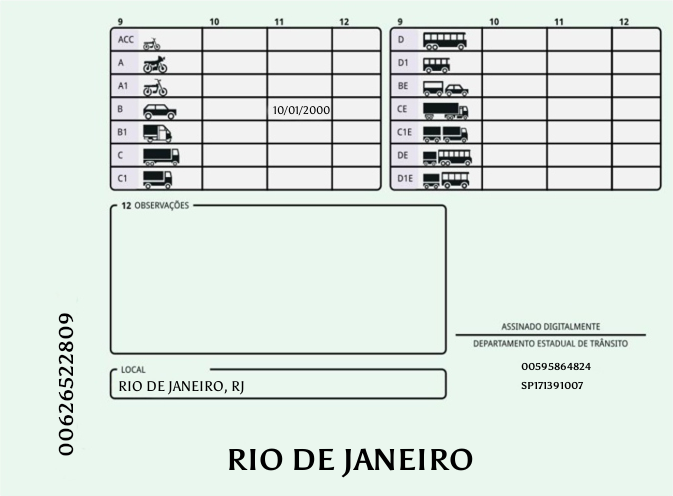 9 10 11 12 9 10 11 12
ACC D
A D1
A1 BE
B 10/01/2000 CE
B1 C1E
C DE
C1 D1E
12 OBSERVAÇÕES
ASSINADO DIGITALMENTE
DEPARTAMENTO ESTADUAL DE TRÂNSITO
00595864824
SP171391007
LOCAL
RIO DE JANEIRO, RJ
00626522809
RIO DE JANEIRO